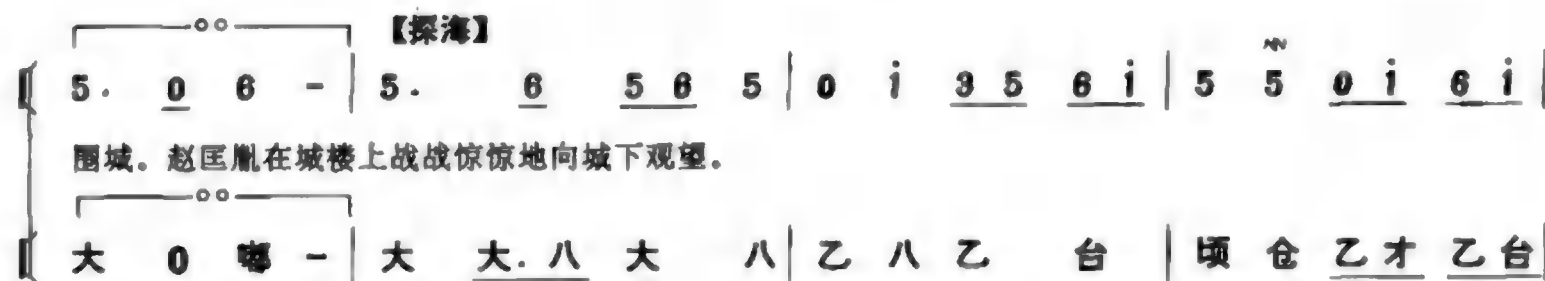 【探海】
5. 0 6 - | 5. 6 5 6 5 | 0 i̇ 3 5 6 i̇ | 5 5 0 i̇ 6 i̇ |
围城。赵匡胤在城楼上战战惊惊地向城下观望。
大 0 嘟 - | 大 大. 八 大 八 | 乙 八 乙 台 | 顷 仓 乙 才 乙 台 |